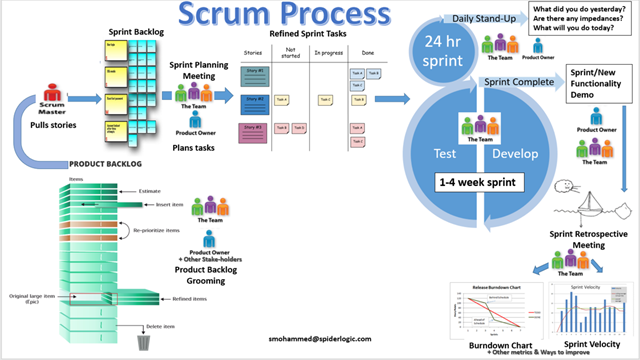 Scrum Process
Sprint Backlog
Scrum
Master
Pulls stories
Sprint Planning
Meeting
The Team
Product Owner
Plans tasks
Refined Sprint Tasks
Stories
Not
started
In progress
Done
Story #1
Story #2
Story #3
Daily Stand-Up
What did you do yesterday?
Are there any impedances?
What will you do today?
The Team
Product Owner
24 hr
sprint
Sprint Complete
Sprint/New
Functionality
Demo
Product Owner
The Team
The Team
Test
Develop
1-4 week sprint
PRODUCT BACKLOG
Items
Estimate
Insert item
Re-prioritize items
Original large item
(Epic)
Refined items
Delete item
The Team
Product Owner
+ Other Stake-holders
Product Backlog
Grooming
Sprint Retrospective
Meeting
The Team
Release Burndown Chart
Burndown Chart
Sprint Velocity
Sprint Velocity
+ Other metrics & Ways to Improve
smohammed@spiderlogic.com